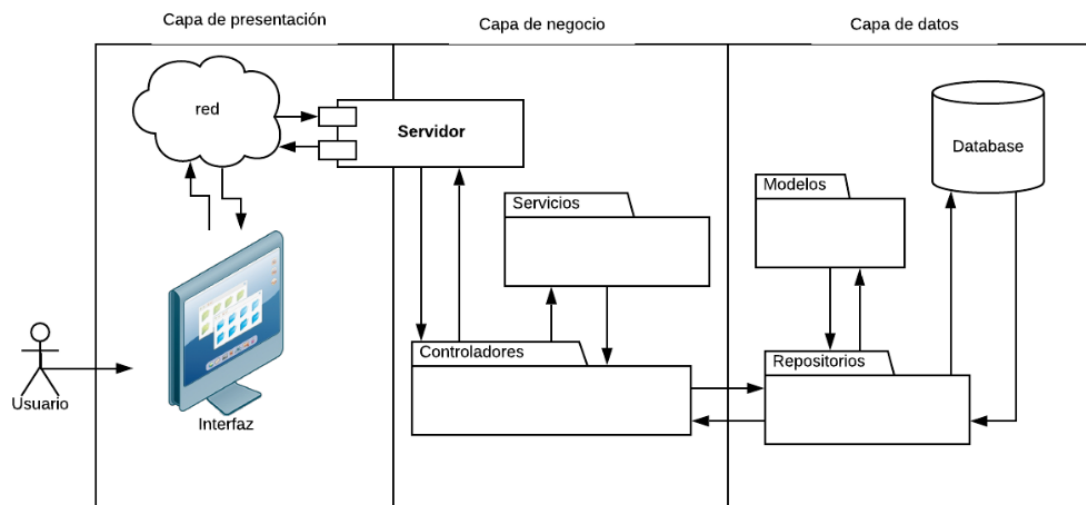 Capa de presentación
Capa de negocio
Capa de datos
red
Servidor
Database
Servicios
Modelos
Controladores
Repositorios
Usuario
Interfaz